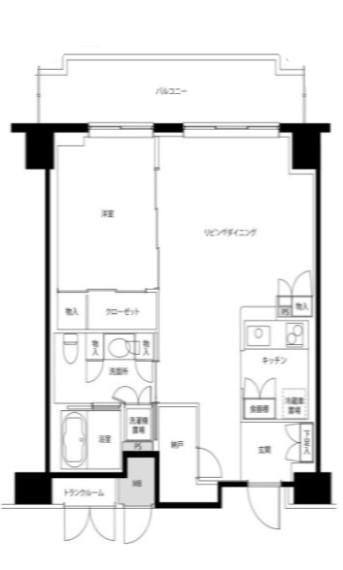 バルコニー
洋室
リビングダイニング
物入
クローゼット
物入
PS
物入
物入
洗面所
キッチン
食器棚
冷蔵庫
置場
浴室
洗濯機
置場
PS
納戸
玄関
下足入
トランクルーム
MB